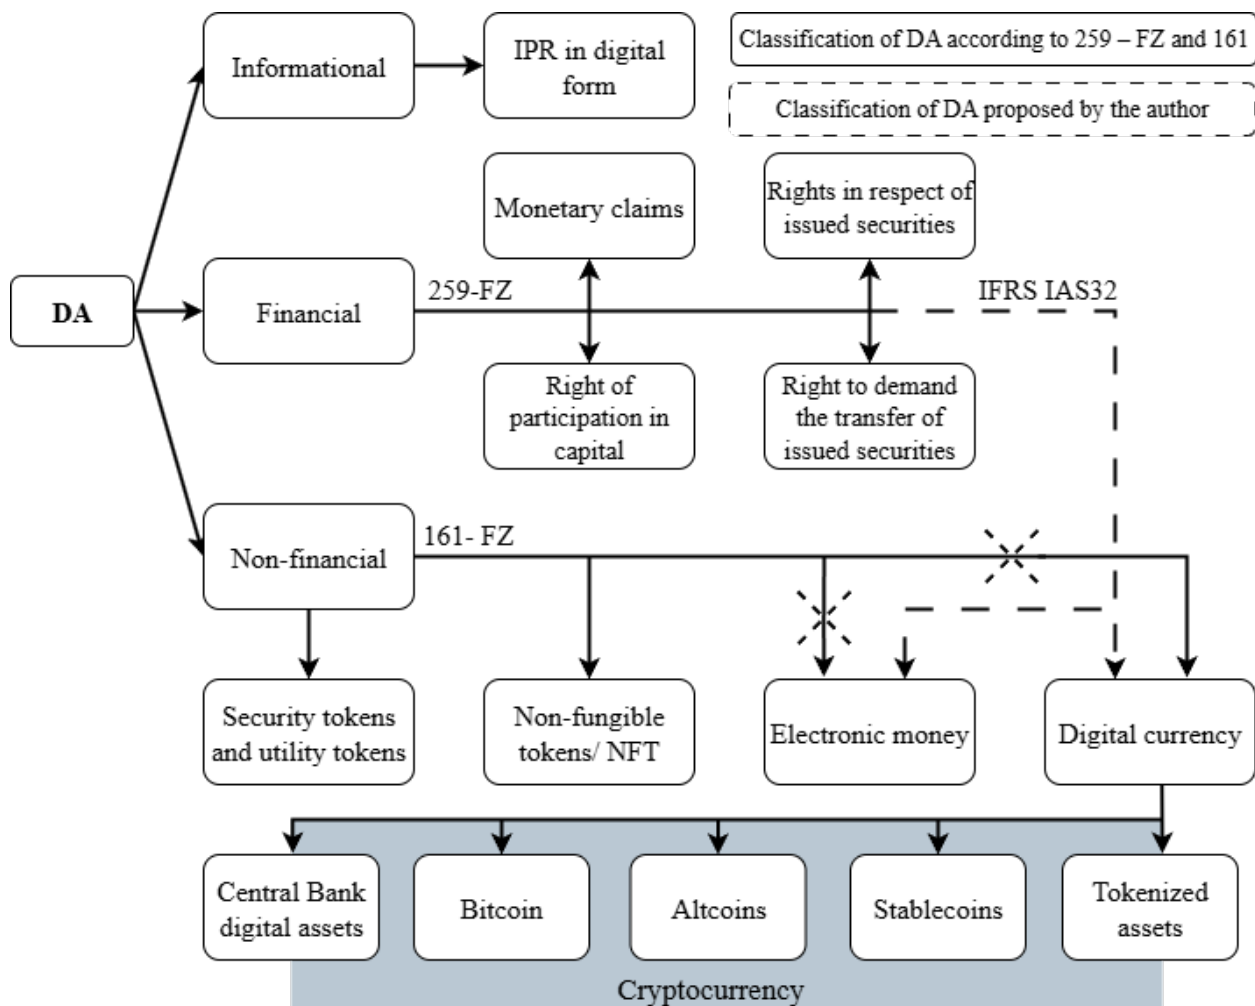 Informational
IPR in digital
form
Classification of DA according to 259 – FZ and 161
Classification of DA proposed by the author
Monetary claims
Rights in respect of
issued securities
DA
Financial
259-FZ
IFRS IAS32
Right of
participation in
capital
Right to demand
the transfer of
issued securities
Non-financial
161- FZ
Security tokens
and utility tokens
Non-fungible
tokens/ NFT
Electronic money
Digital currency
Central Bank
digital assets
Bitcoin
Altcoins
Stablecoins
Tokenized
assets
Cryptocurrency